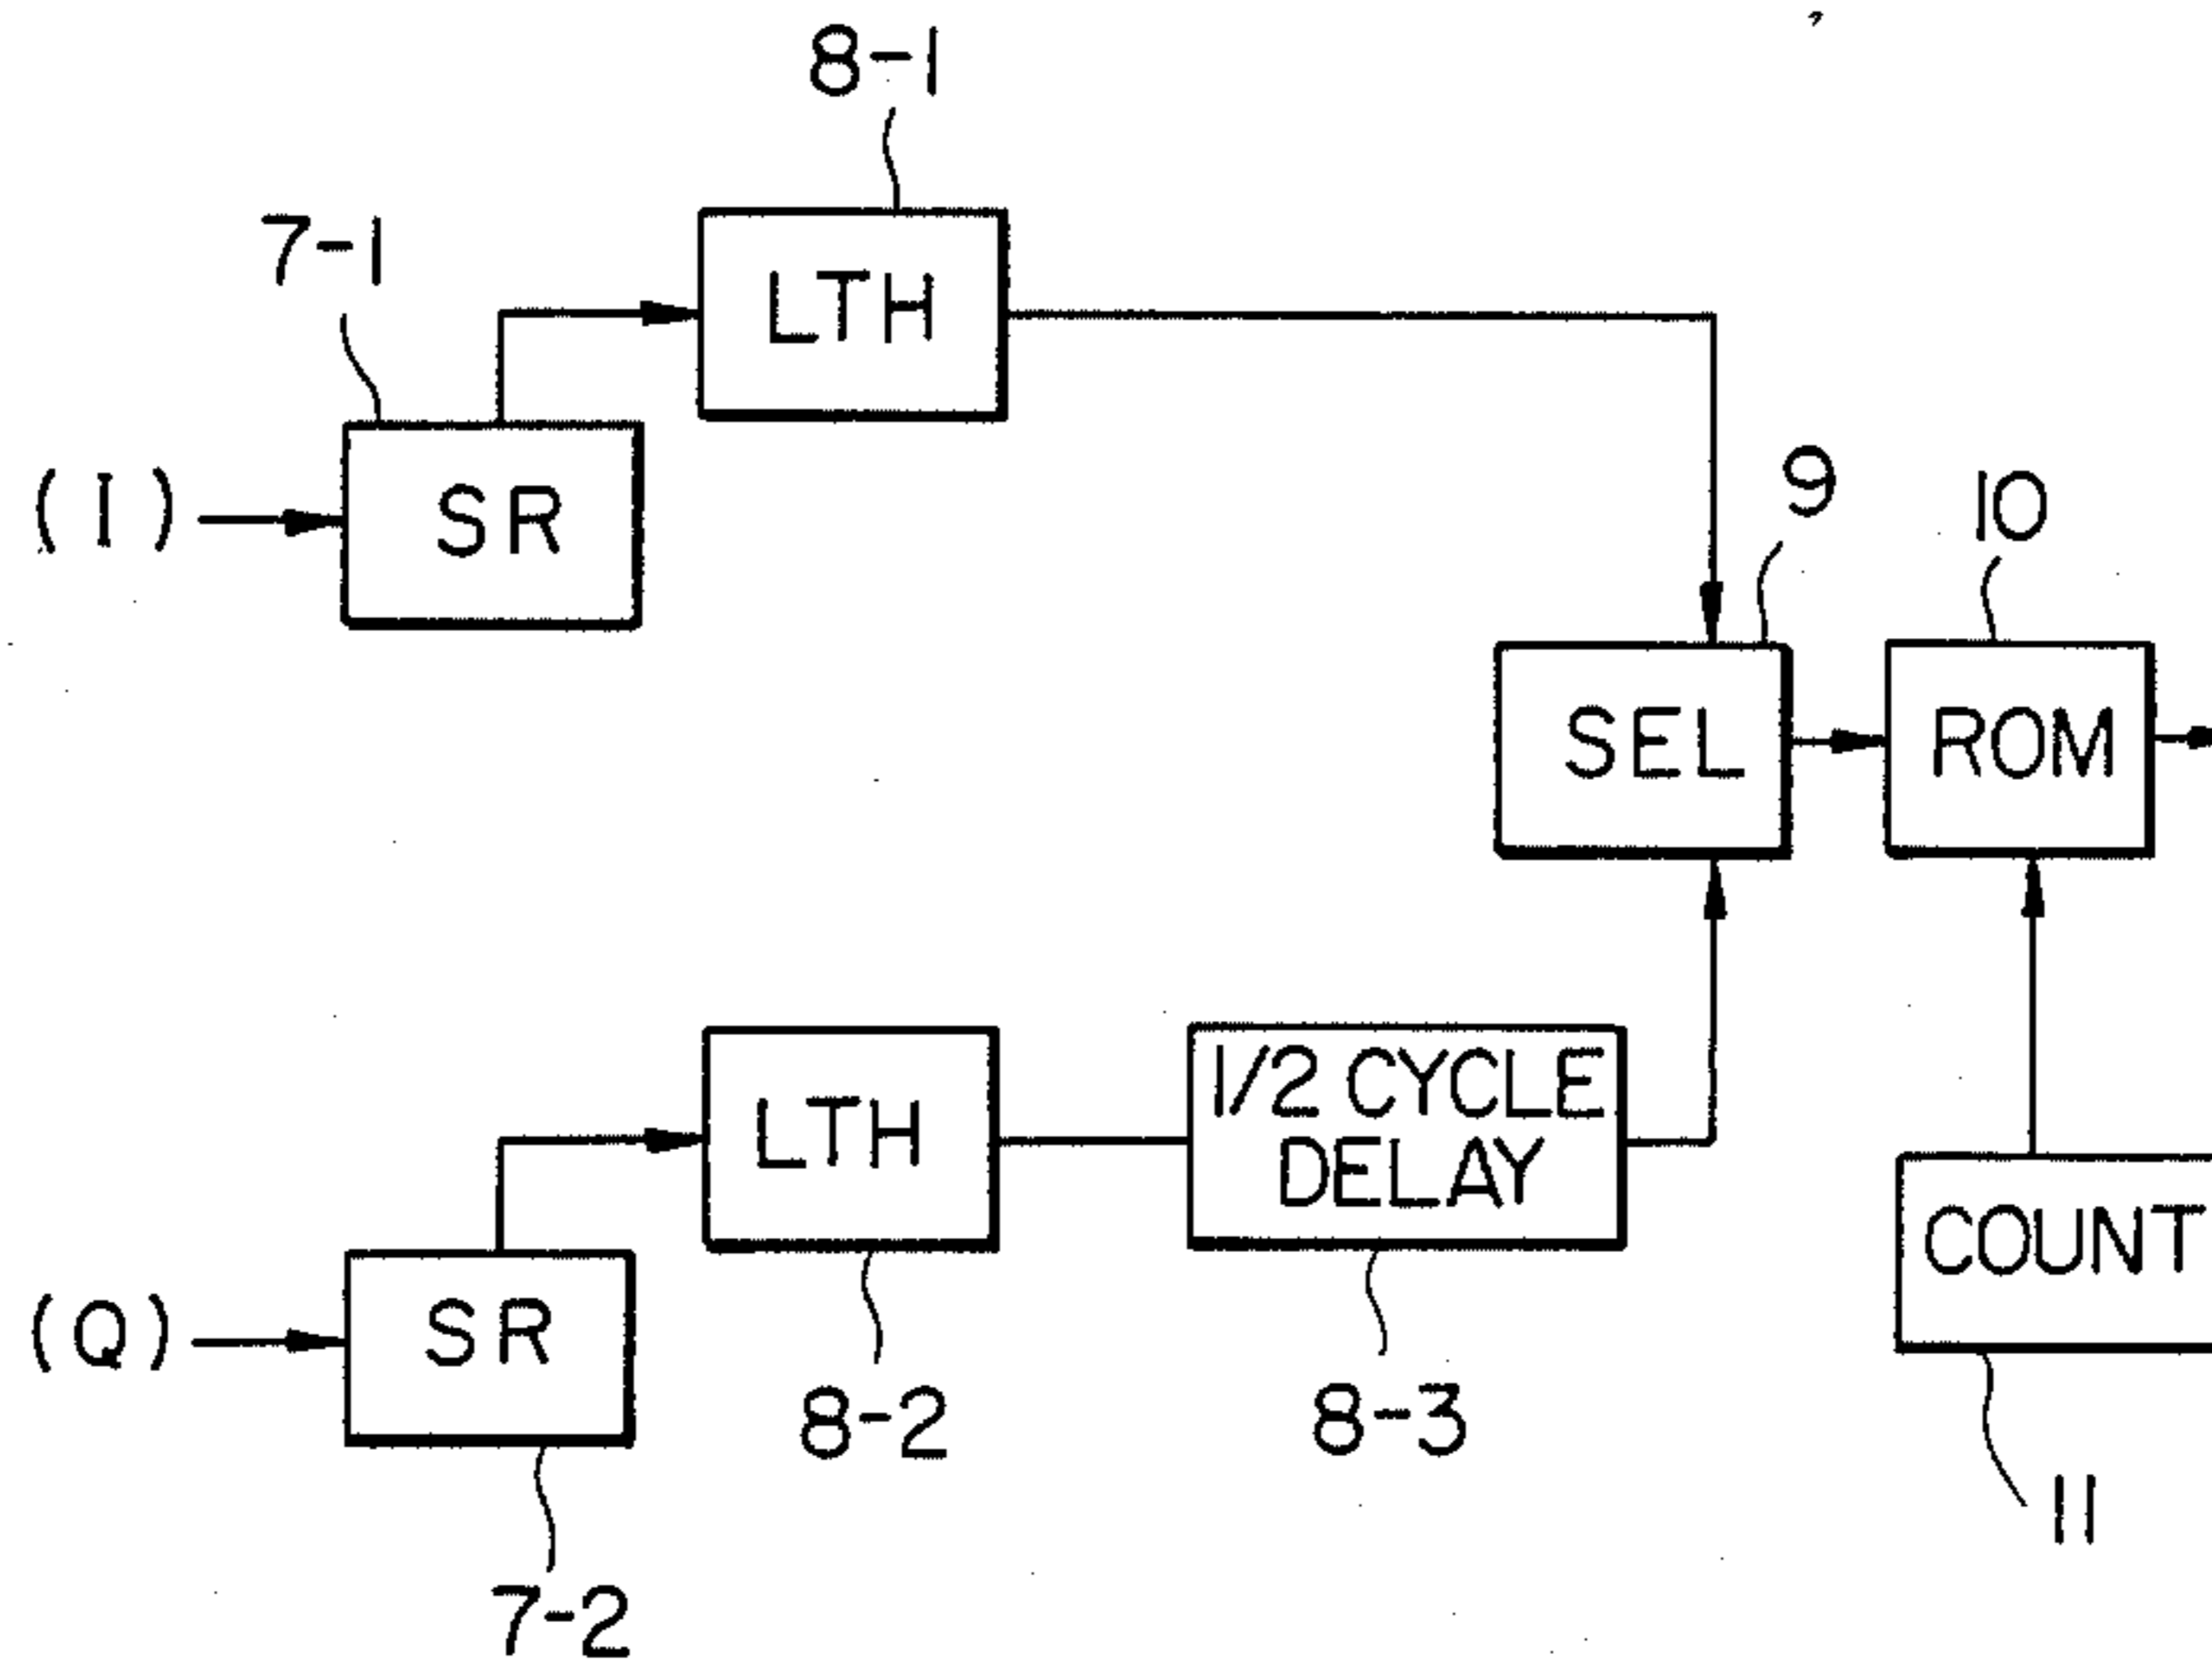 8-1
7-1
LTH
(I)
SR
9
10
SEL
ROM
1/2 CYCLE
DELAY
LTH
COUNT
(Q)
SR
8-2
8-3
11
7-2